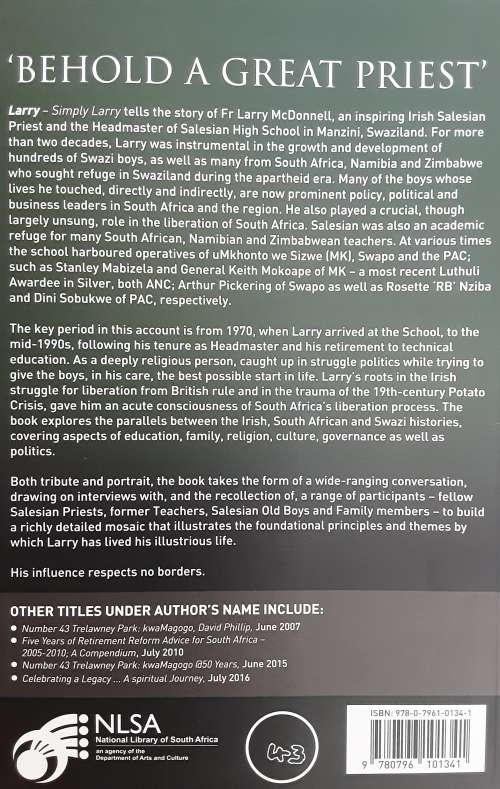 'BEHOLD A GREAT PRIEST'
Larry – Simply Larry tells the story of Fr Larry McDonnell, an inspiring Irish Salesian
Priest and the Headmaster of Salesian High School in Manzini, Swaziland. For more
than two decades, Larry was instrumental in the growth and development of
hundreds of Swazi boys, as well as many from South Africa, Namibia and Zimbabwe
who sought refuge in Swaziland during the apartheid era. Many of the boys whose
lives he touched, directly and indirectly, are now prominent policy, political and
business leaders in South Africa and the region. He also played a crucial, though
largely unsung, role in the liberation of South Africa. Salesian was also an academic
refuge for many South African, Namibian and Zimbabwean teachers. At various times
the school harboured operatives of uMkhonto we Sizwe (MK), Swapo and the PAC;
such as Stanley Mabizela and General Keith Mokoape of MK – a most recent Luthuli
Awardee in Silver, both ANC; Arthur Pickering of Swapo as well as Rosette 'RB' Nziba
and Dini Sobukwe of PAC, respectively.
The key period in this account is from 1970, when Larry arrived at the School, to the
mid-1990s, following his tenure as Headmaster and his retirement to technical
education. As a deeply religious person, caught up in struggle politics while trying to
give the boys, in his care, the best possible start in life. Larry's roots in the Irish
struggle for liberation from British rule and in the trauma of the 19th-century Potato
Crisis, gave him an acute consciousness of South Africa's liberation process. The
book explores the parallels between the Irish, South African and Swazi histories,
covering aspects of education, family, religion, culture, governance as well as
politics.
Both tribute and portrait, the book takes the form of a wide-ranging conversation,
drawing on interviews with, and the recollection of, a range of participants – fellow
Salesian Priests, former Teachers, Salesian Old Boys and Family members – to build
a richly detailed mosaic that illustrates the foundational principles and themes by
which Larry has lived his illustrious life.
His influence respects no borders.
OTHER TITLES UNDER AUTHOR'S NAME INCLUDE:
• Number 43 Trelawney Park: kwaMagogo, David Phillip, June 2007
• Five Years of Retirement Reform Advice for South Africa –
2005-2010; A Compendium, July 2010
• Number 43 Trelawney Park: kwaMagogo @50 Years, June 2015
• Celebrating a Legacy ... A spiritual Journey, July 2016
NLSA
National Library of South Africa
an agency of the
Department of Arts and Culture
43
ISBN: 978-0-7961-0134-1
9 780796 101341